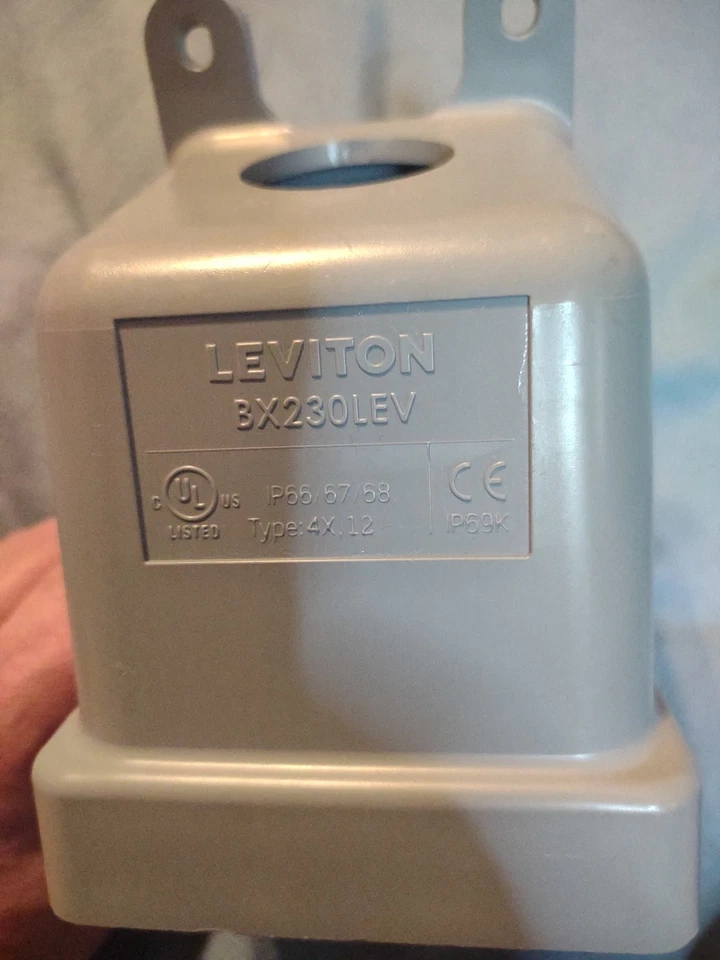 LEVITON
BX230LEV
C UL US
LISTED
IP66/67/68
Type:4X,12
CE
IP69K